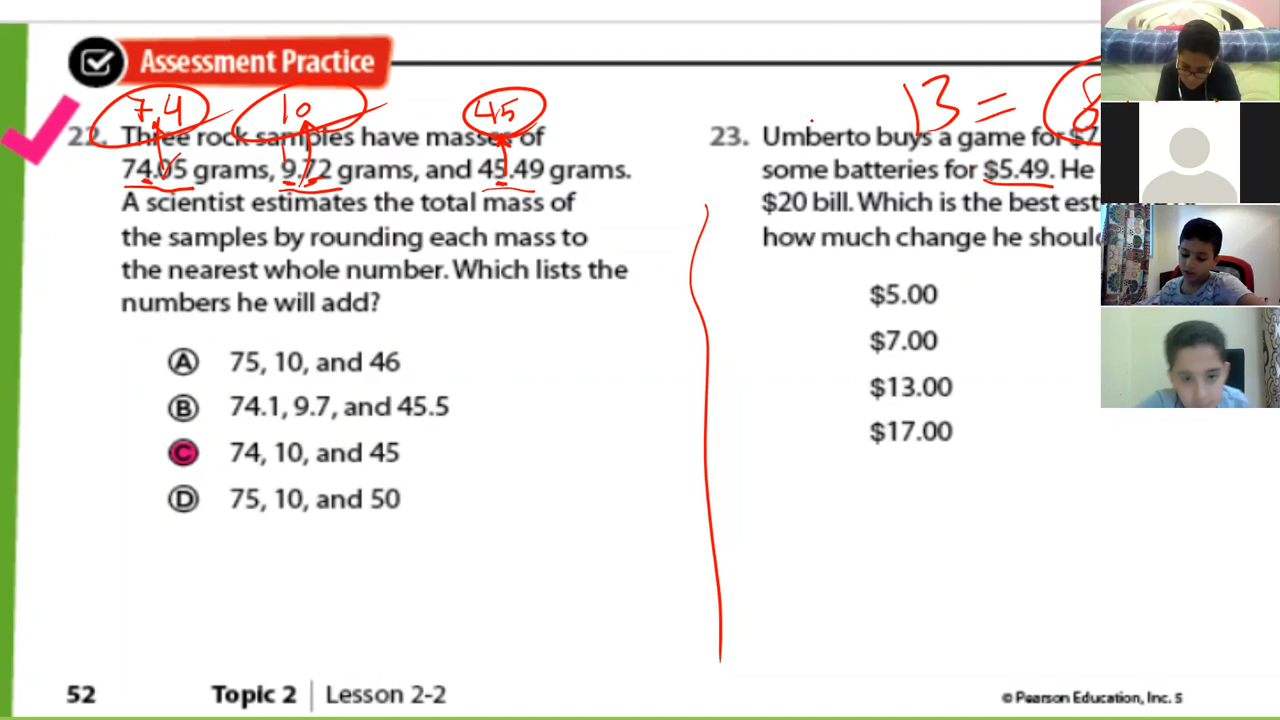 Assessment Practice
74 10 45 13 = 8
22. Three rock samples have masses of
74.05 grams, 9.72 grams, and 45.49 grams.
A scientist estimates the total mass of
the samples by rounding each mass to
the nearest whole number. Which lists the
numbers he will add?
A 75, 10, and 46
B 74.1, 9.7, and 45.5
C 74, 10, and 45
D 75, 10, and 50
23. Umberto buys a game for $7
some batteries for $5.49. He
$20 bill. Which is the best est
how much change he shoul
$5.00
$7.00
$13.00
$17.00
52 Topic 2 Lesson 2-2
© Pearson Education, Inc. 5